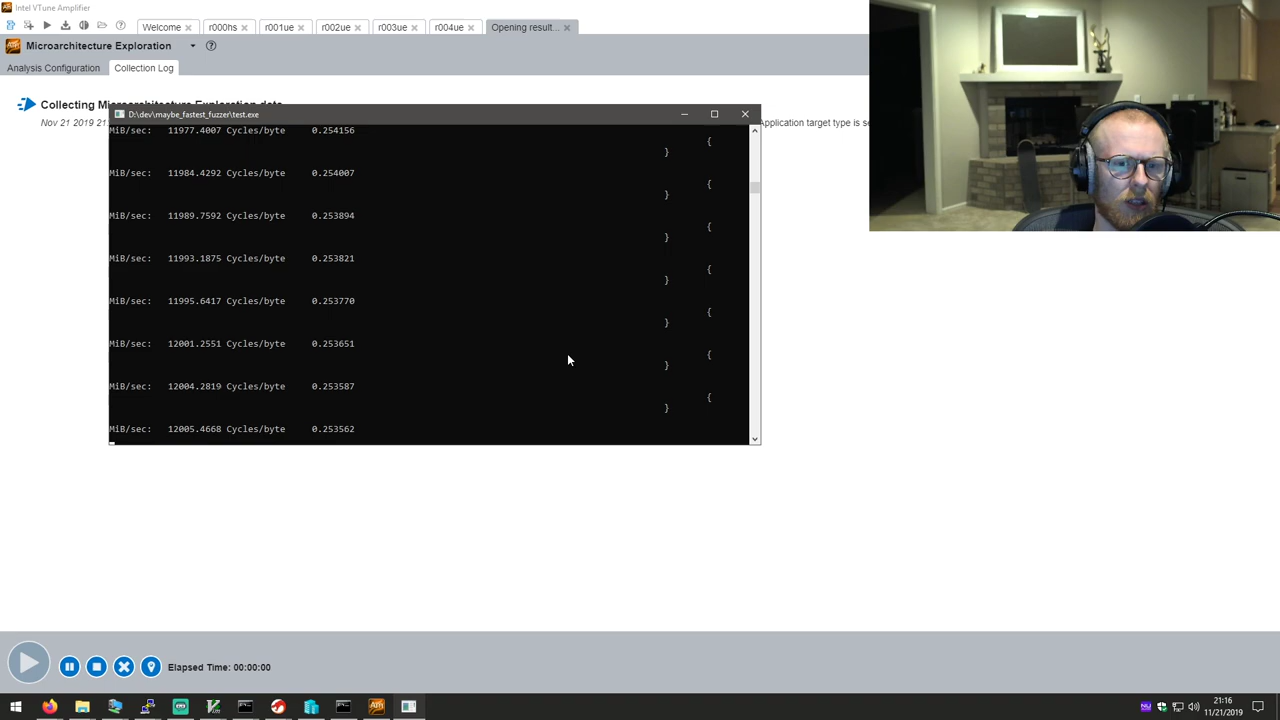 Intel VTune Amplifier
Welcome
r000hs
r001ue
r002ue
r003ue
r004ue
Opening result...
Microarchitecture Exploration
Analysis Configuration
Collection Log
Collecting Microarchitecture Exploration data
Nov 21 2019 21:
Application target type is se
D:\dev\maybe_fastest_fuzzer\test.exe
MiB/sec: 11977.4007 Cycles/byte 0.254156
{
}
MiB/sec: 11984.4292 Cycles/byte 0.254007
{
}
MiB/sec: 11989.7592 Cycles/byte 0.253894
{
}
MiB/sec: 11993.1875 Cycles/byte 0.253821
{
}
MiB/sec: 11995.6417 Cycles/byte 0.253770
{
}
MiB/sec: 12001.2551 Cycles/byte 0.253651
{
}
MiB/sec: 12004.2819 Cycles/byte 0.253587
{
}
MiB/sec: 12005.4668 Cycles/byte 0.253562
Elapsed Time: 00:00:00
21:16
11/21/2019